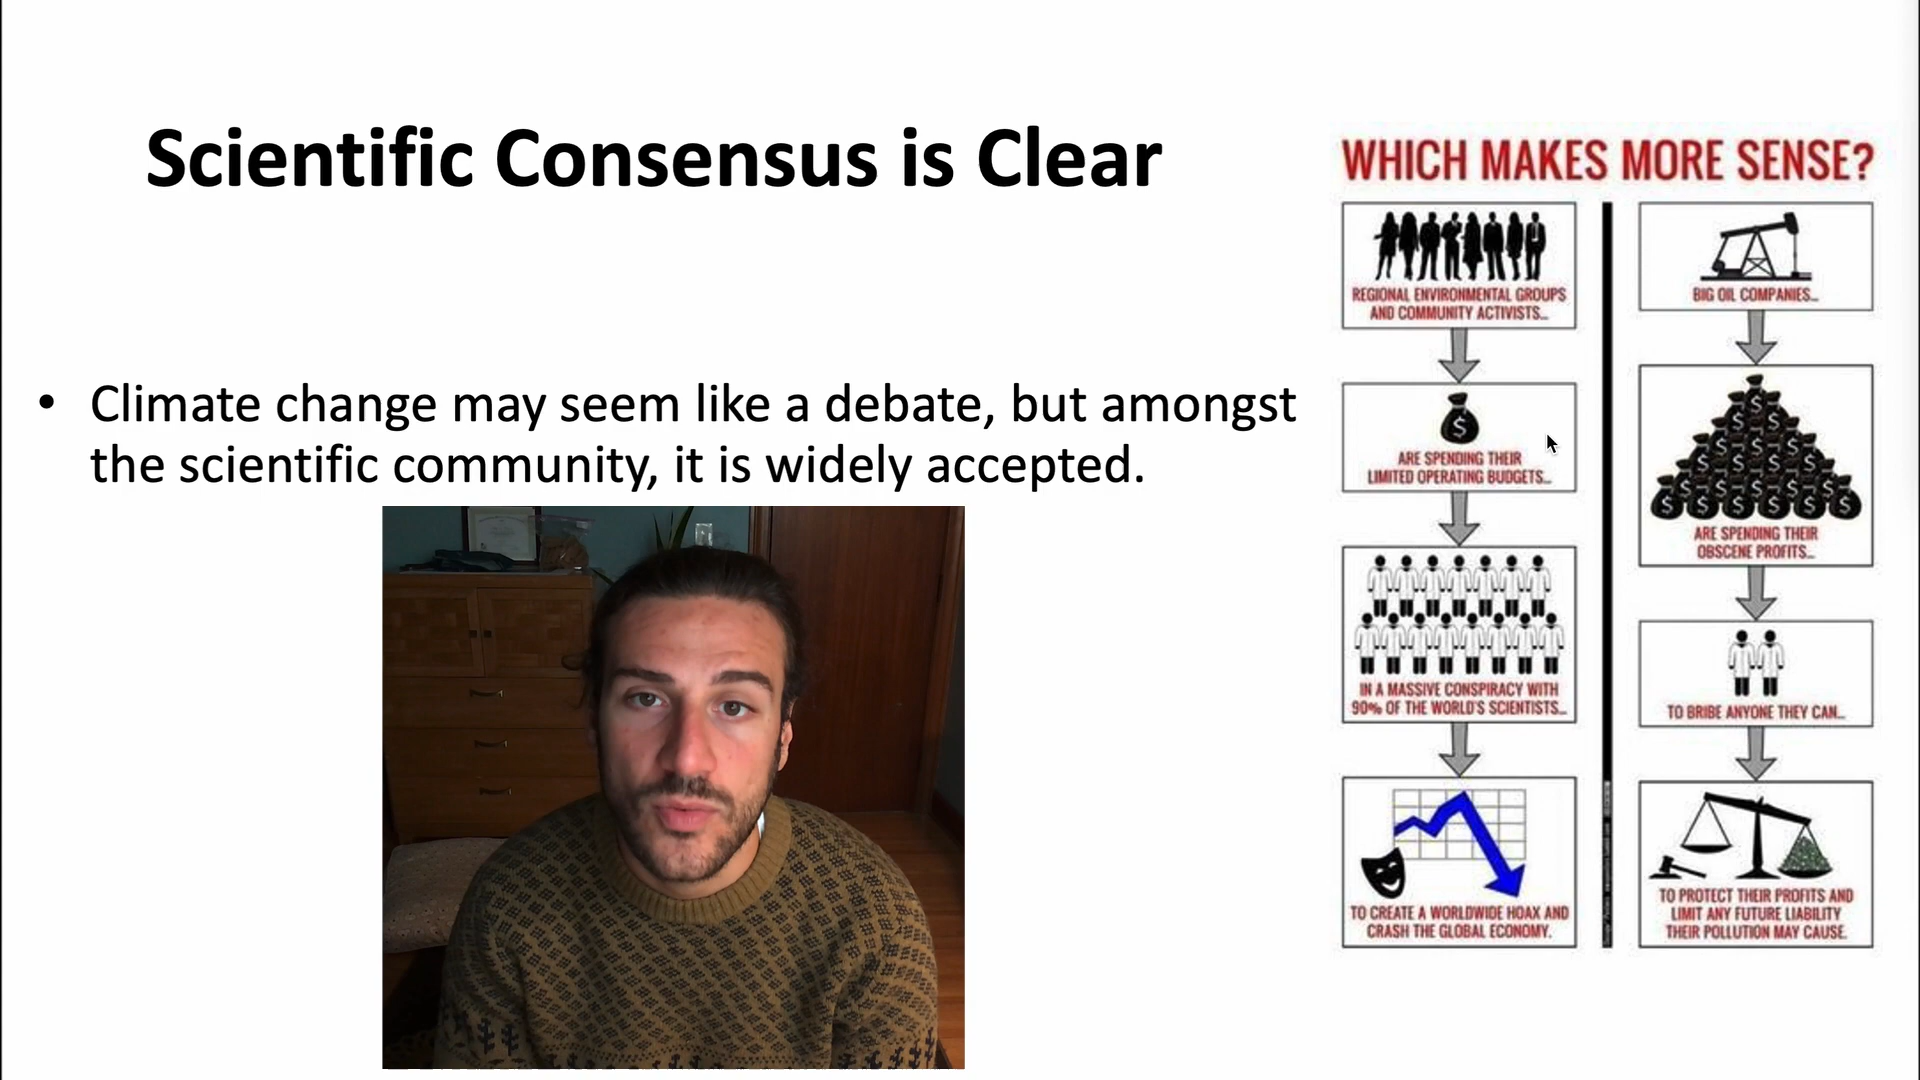 Scientific Consensus is Clear
• Climate change may seem like a debate, but amongst
the scientific community, it is widely accepted.
WHICH MAKES MORE SENSE?
REGIONAL ENVIRONMENTAL GROUPS
AND COMMUNITY ACTIVISTS...
$
ARE SPENDING THEIR
LIMITED OPERATING BUDGETS...
IN A MASSIVE CONSPIRACY WITH
90% OF THE WORLD'S SCIENTISTS...
TO CREATE A WORLDWIDE HOAX AND
CRASH THE GLOBAL ECONOMY.
BIG OIL COMPANIES...
ARE SPENDING THEIR
OBSCENE PROFITS...
TO BRIBE ANYONE THEY CAN...
TO PROTECT THEIR PROFITS AND
LIMIT ANY FUTURE LIABILITY
THEIR POLLUTION MAY CAUSE.